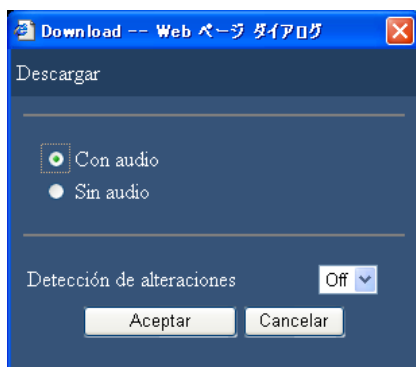 Download -- Web ページ ダイアログ
Descargar
Con audio
Sin audio
Detección de alteraciones Off
Aceptar Cancelar